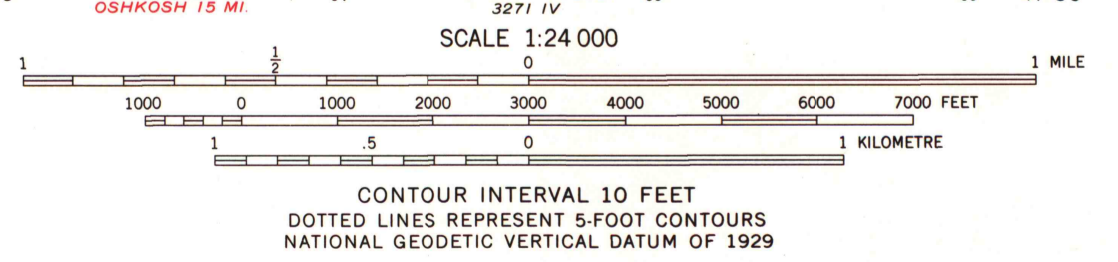 OSHKOSH 15 MI.
3271 IV
SCALE 1:24 000
1 1/2 0 1 MILE
1000 0 1000 2000 3000 4000 5000 6000 7000 FEET
1 .5 0 1 KILOMETRE
CONTOUR INTERVAL 10 FEET
DOTTED LINES REPRESENT 5-FOOT CONTOURS
NATIONAL GEODETIC VERTICAL DATUM OF 1929